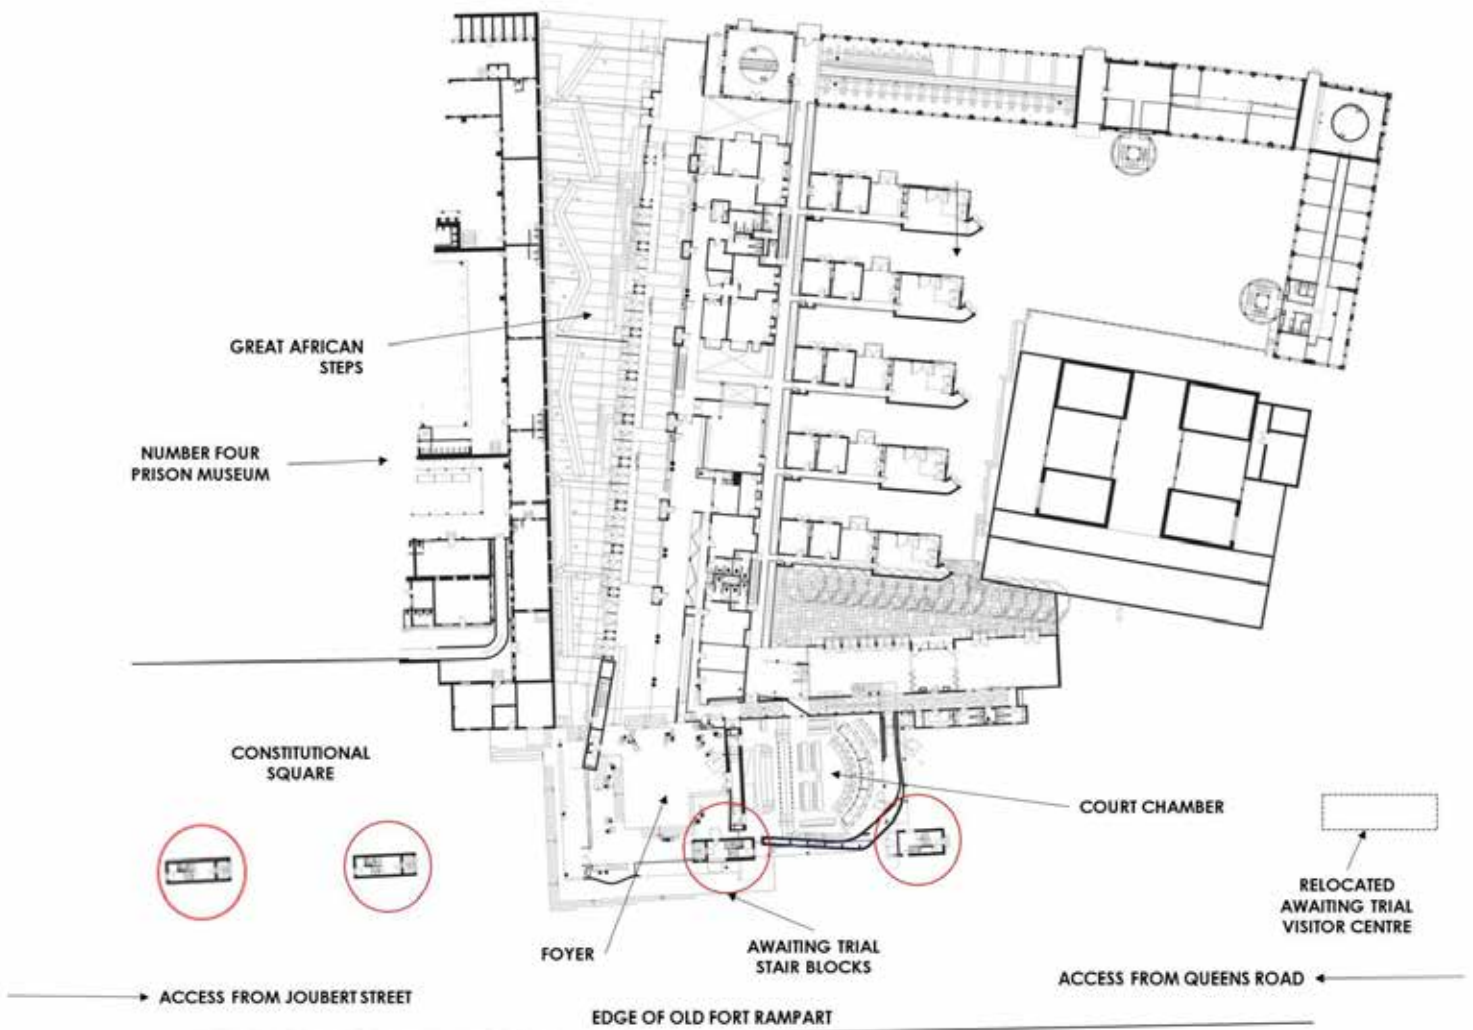 GREAT AFRICAN
STEPS
NUMBER FOUR
PRISON MUSEUM
CONSTITUTIONAL
SQUARE
COURT CHAMBER
RELOCATED
AWAITING TRIAL
VISITOR CENTRE
FOYER
AWAITING TRIAL
STAIR BLOCKS
ACCESS FROM QUEENS ROAD
ACCESS FROM JOUBERT STREET
EDGE OF OLD FORT RAMPART